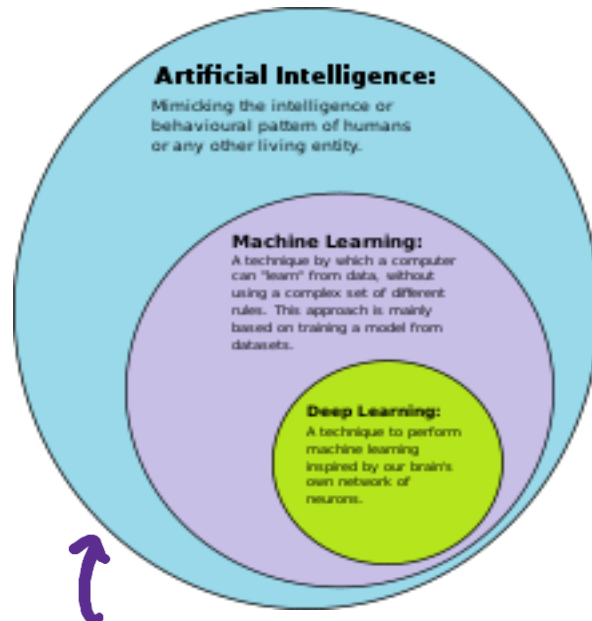 Artificial Intelligence:
Mimicking the intelligence or
behavioural pattern of humans
or any other living entity.
Machine Learning:
A technique by which a computer
can "learn" from data, without
using a complex set of different
rules. This approach is mainly
based on training a model from
datasets.
Deep Learning:
A technique to perform
machine learning
inspired by our brain's
own network of
neurons.